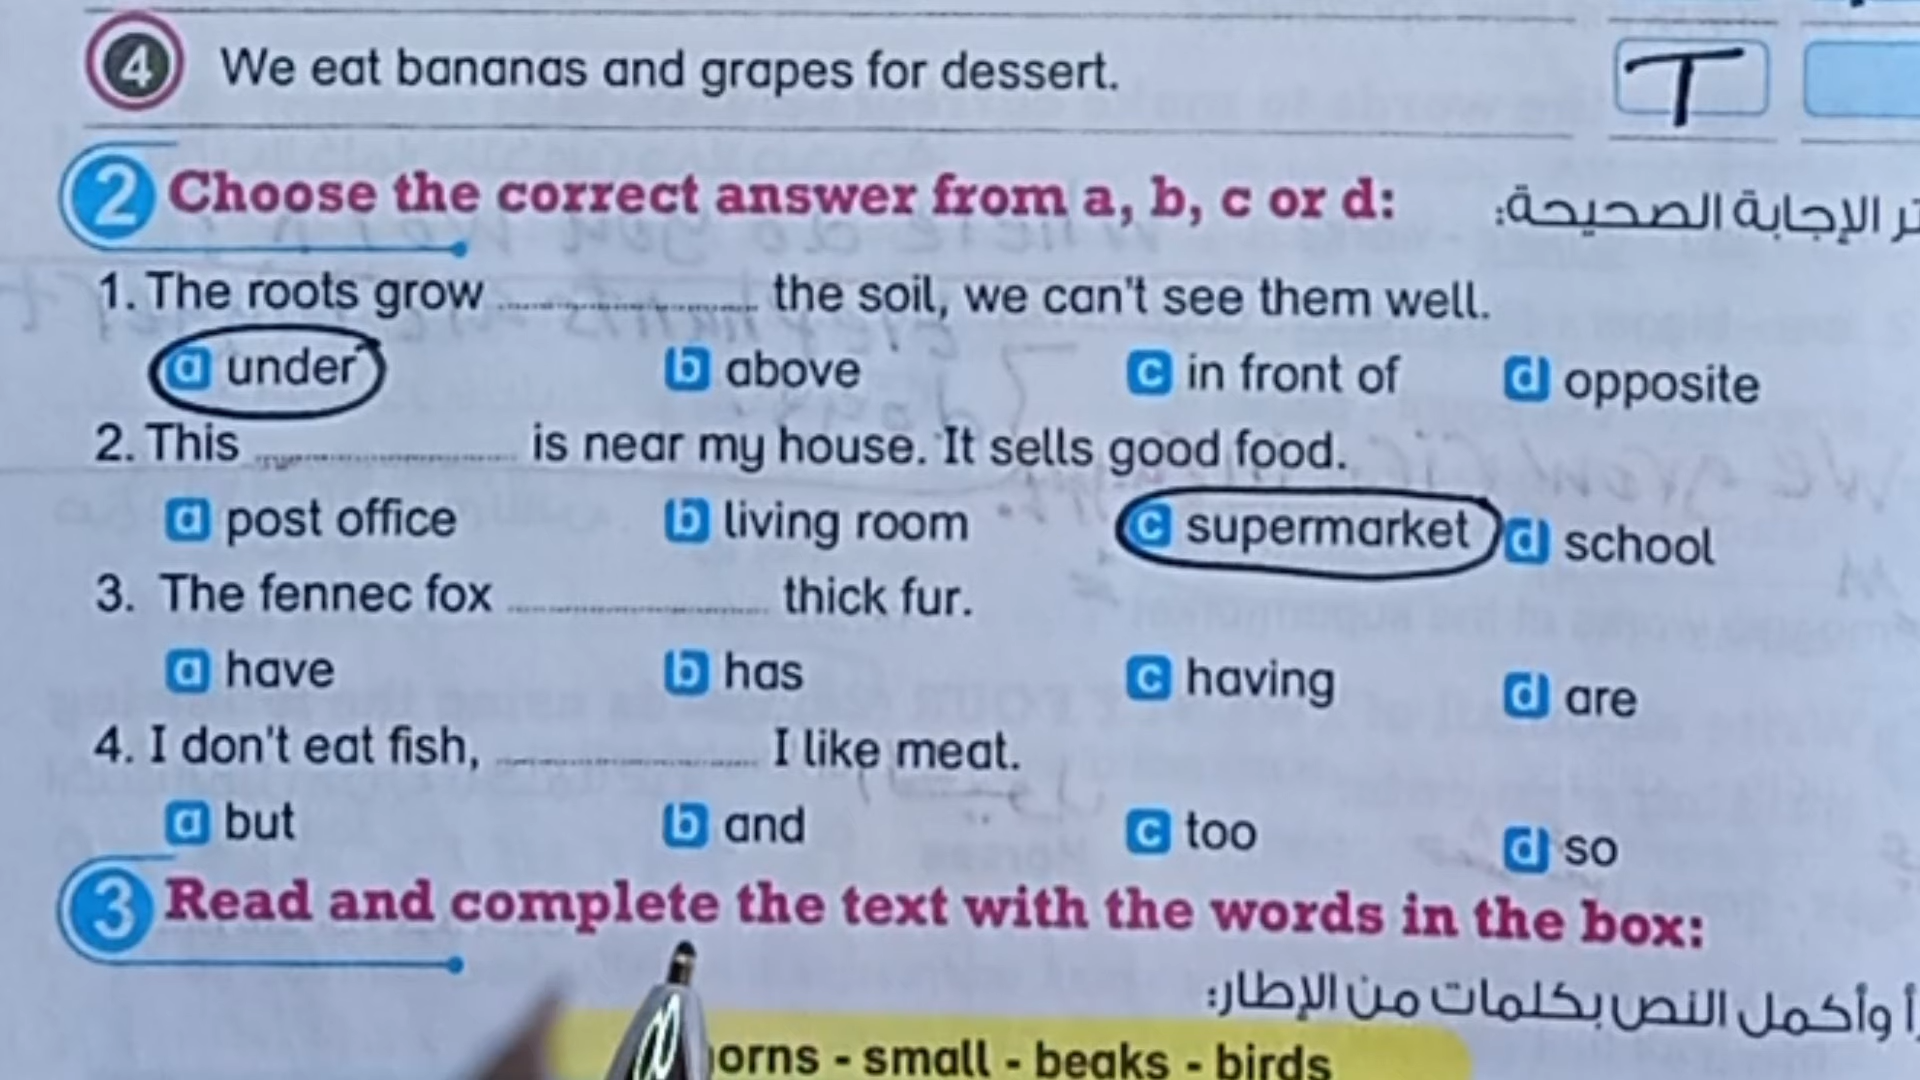 4 We eat bananas and grapes for dessert. T
2 Choose the correct answer from a, b, c or d:
الإجابة الصحيحة:
1. The roots grow ........................ the soil, we can't see them well.
a under b above c in front of d opposite
2. This ........................ is near my house. It sells good food.
a post office b living room c supermarket d school
3. The fennec fox ........................ thick fur.
a have b has c having d are
4. I don't eat fish, ........................ I like meat.
a but b and c too d so
3 Read and complete the text with the words in the box:
وأكمل النص بكلمات من الإطار:
- small - beaks - birds